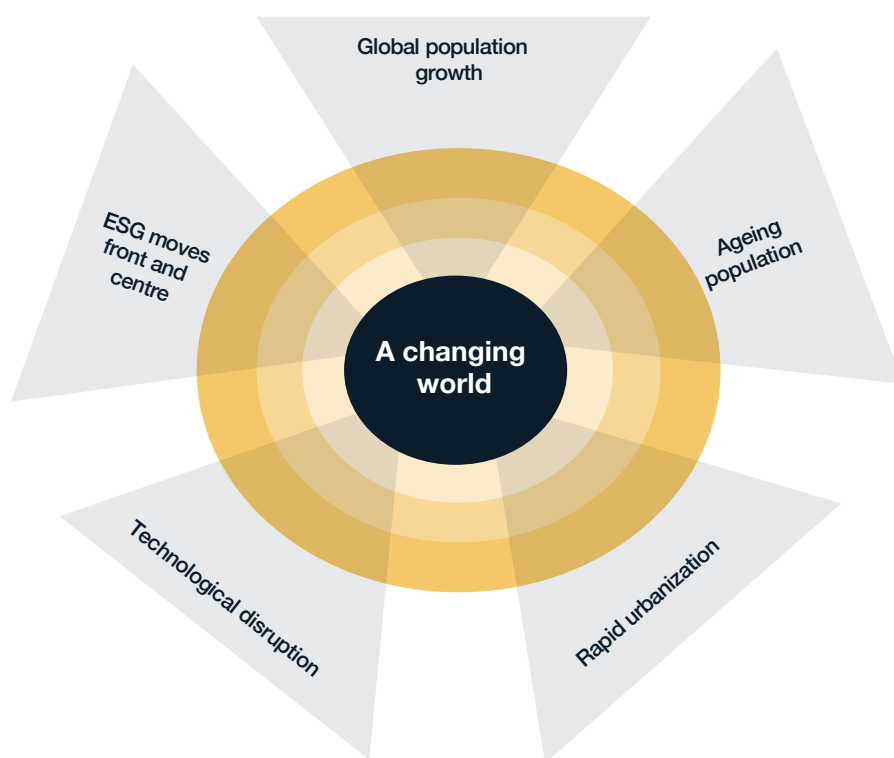 Global population
growth
ESG moves
front and
centre
Ageing
population
A changing
world
Technological disruption
Rapid urbanization